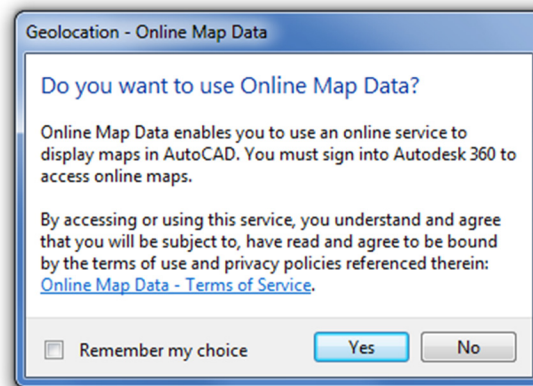 Geolocation - Online Map Data
Do you want to use Online Map Data?
Online Map Data enables you to use an online service to
display maps in AutoCAD. You must sign into Autodesk 360 to
access online maps.
By accessing or using this service, you understand and agree
that you will be subject to, have read and agree to be bound
by the terms of use and privacy policies referenced therein:
Online Map Data - Terms of Service.
Remember my choice
Yes
No